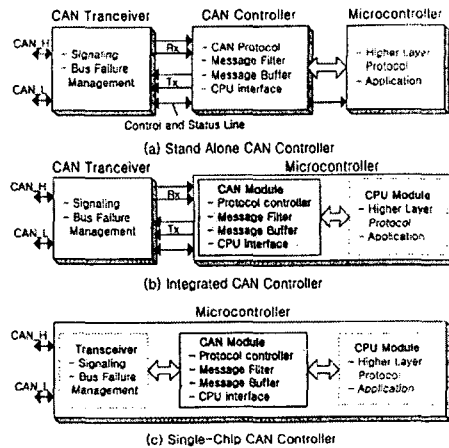 CAN Tranceiver CAN Controller Microcontroller
CAN_H
- Signaling
- Bus Failure
Management
CAN_L
Rx
Tx
- CAN Protocol
- Message Filter
- Message Buffer
- CPU interface
- Higher Layer
Protocol
- Application
Control and Status Line
(a) Stand Alone CAN Controller
CAN Tranceiver Microcontroller
CAN_H
- Signaling
- Bus Failure
Management
CAN_L
Rx
Tx
CAN Module
- Protocol controller
- Message Filter
- Message Buffer
- CPU Interface
CPU Module
- Higher Layer
Protocol
- Application
(b) Integrated CAN Controller
Microcontroller
CAN_H
CAN_L
Transceiver
- Signaling
- Bus Failure
Management
CAN Module
- Protocol controller
- Message Filter
- Message Buffer
- CPU interface
CPU Module
- Higher Layer
Protocol
- Application
(c) Single-Chip CAN Controller